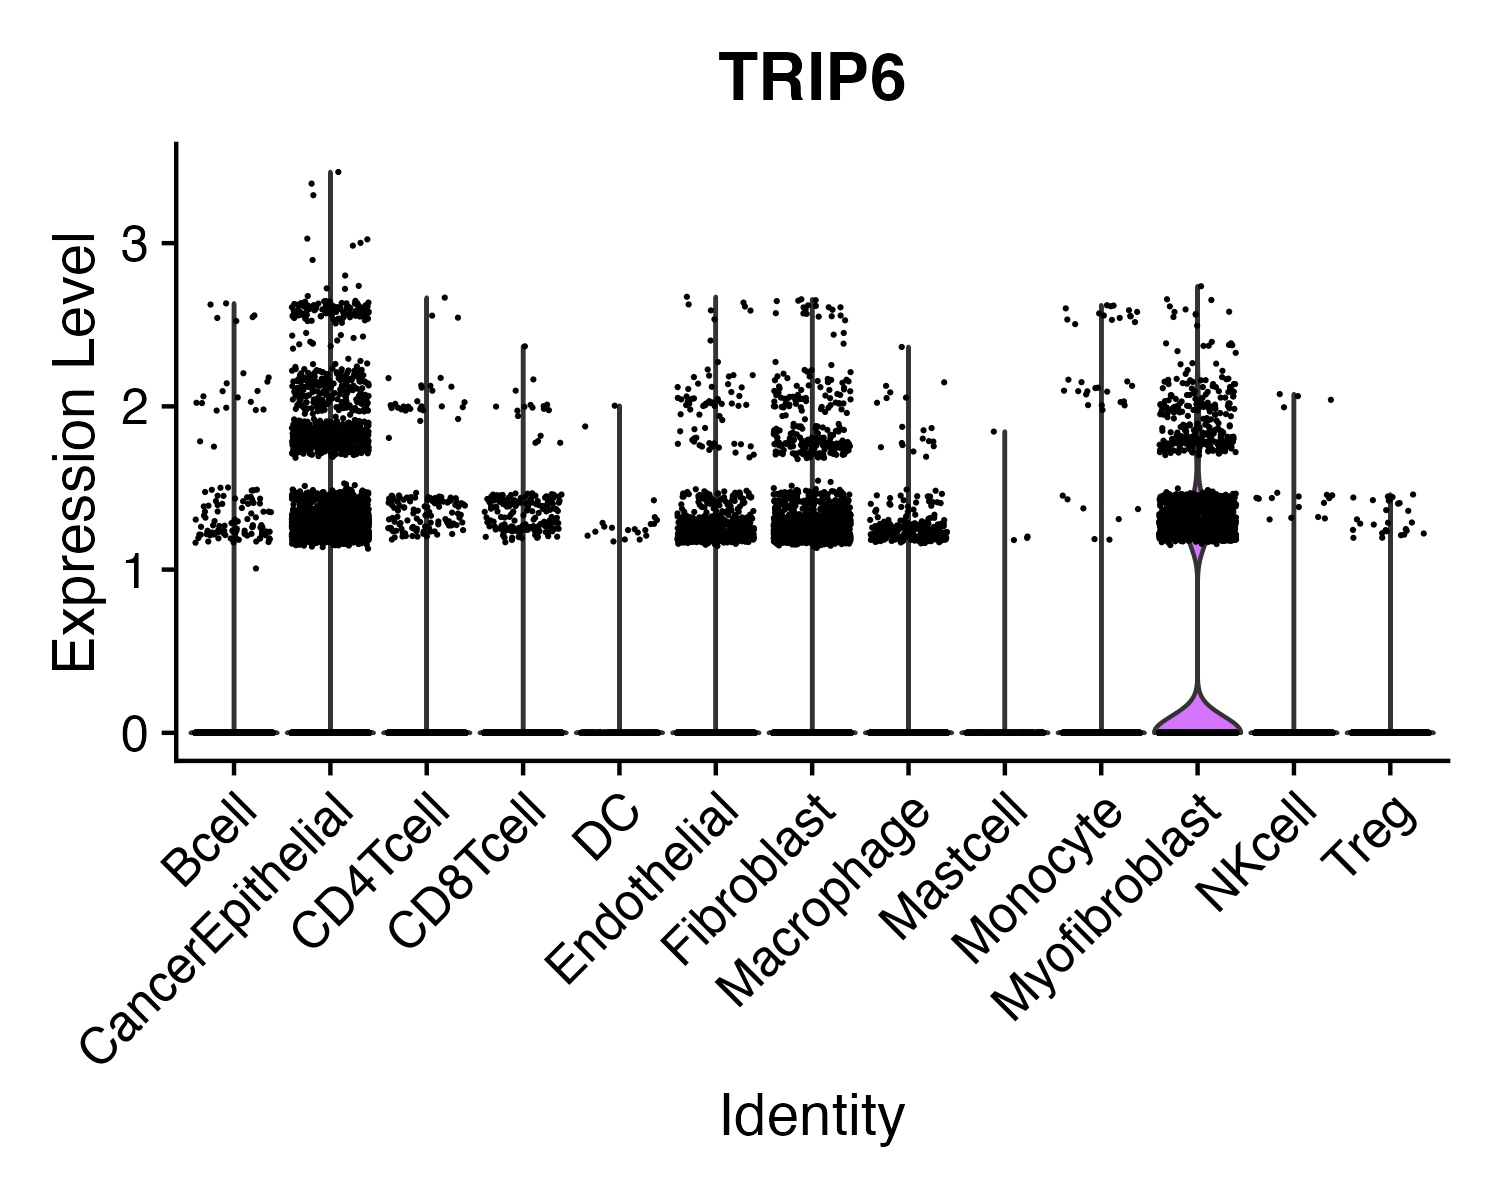 TRIP6
Expression Level
3
2
1
0
Bcell
CancerEpithelial
CD4Tcell
CD8Tcell
DC
Endothelial
Fibroblast
Macrophage
Mastcell
Monocyte
Myofibroblast
NKcell
Treg
Identity